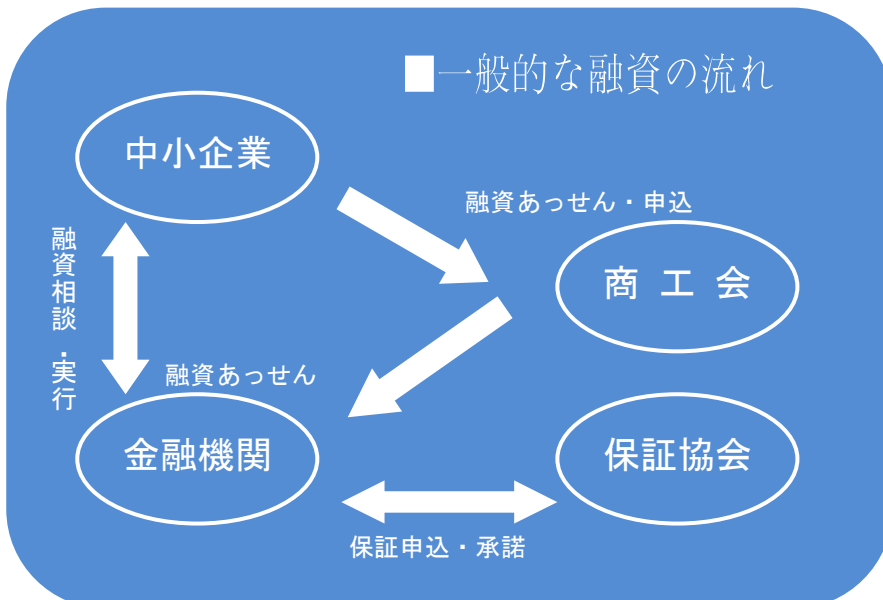 ■一般的な融資の流れ
中小企業
融資あっせん・申込
商工会
融資相談・実行
融資あっせん
金融機関
保証協会
保証申込・承諾